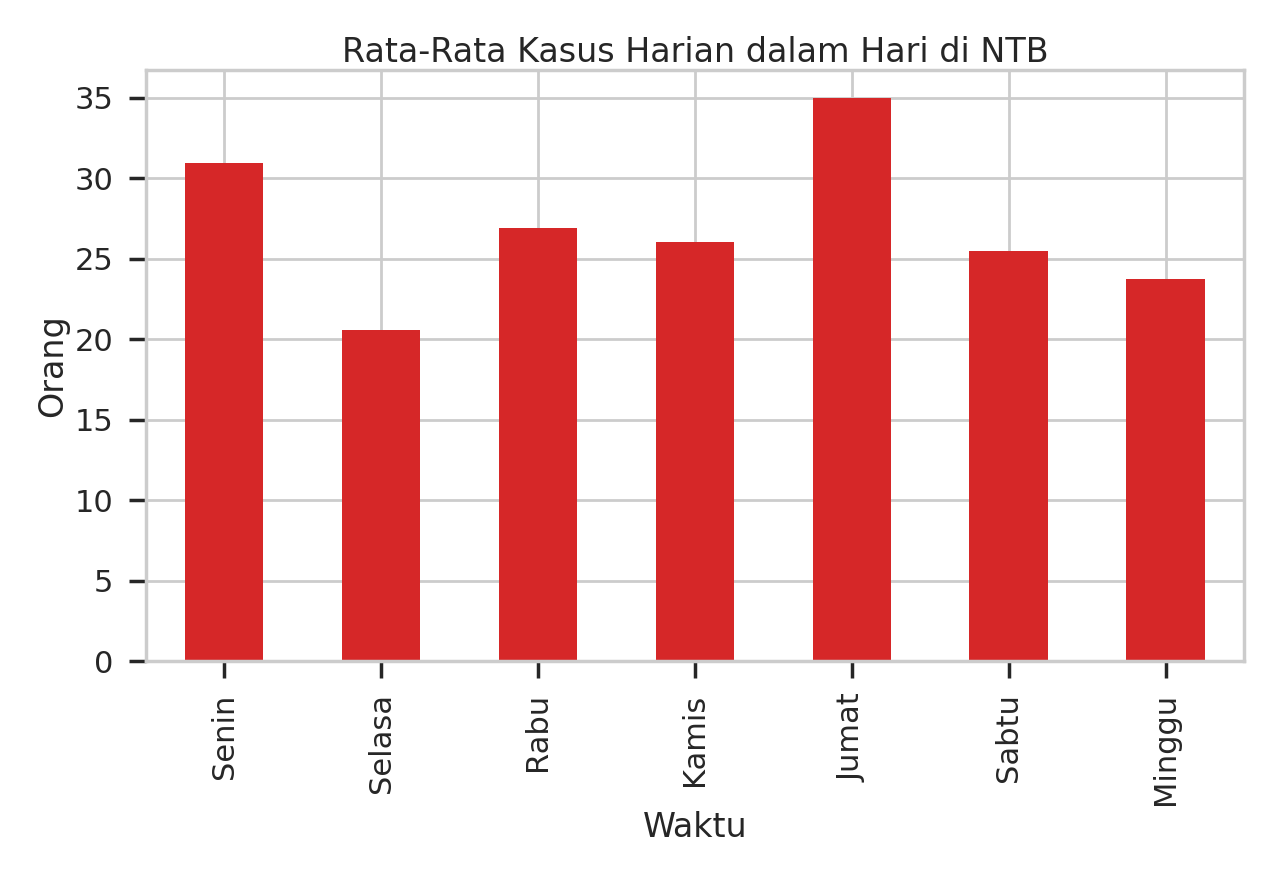 Rata-Rata Kasus Harian dalam Hari di NTB
35
30
25
20
15
10
5
0
Orang
Senin
Selasa
Rabu
Kamis
Jumat
Sabtu
Minggu
Waktu